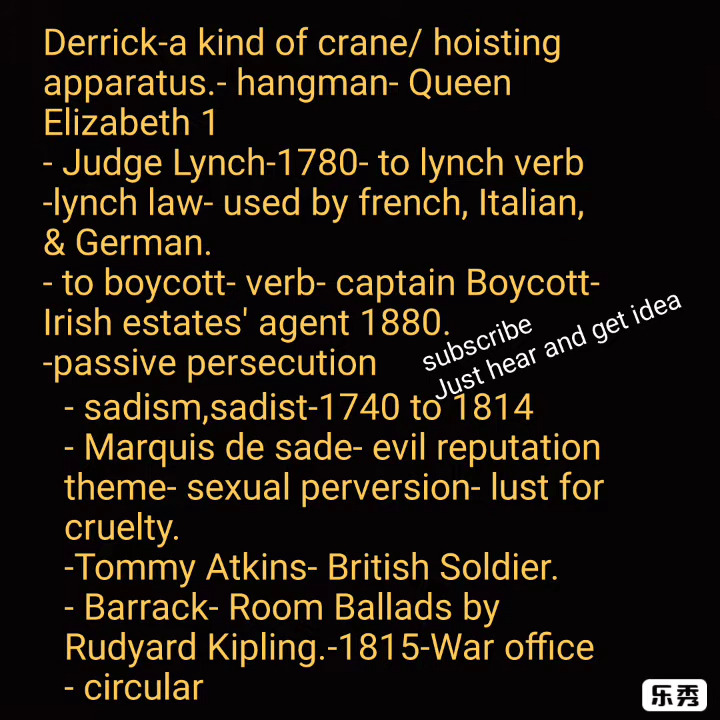 Derrick-a kind of crane/ hoisting
apparatus.- hangman- Queen
Elizabeth 1
- Judge Lynch-1780- to lynch verb
-lynch law- used by french, Italian,
& German.
- to boycott- verb- captain Boycott-
Irish estates' agent 1880.
-passive persecution
subscribe
Just hear and get idea
- sadism,sadist-1740 to 1814
- Marquis de sade- evil reputation
theme- sexual perversion- lust for
cruelty.
-Tommy Atkins- British Soldier.
- Barrack- Room Ballads by
Rudyard Kipling.-1815-War office
- circular
乐秀